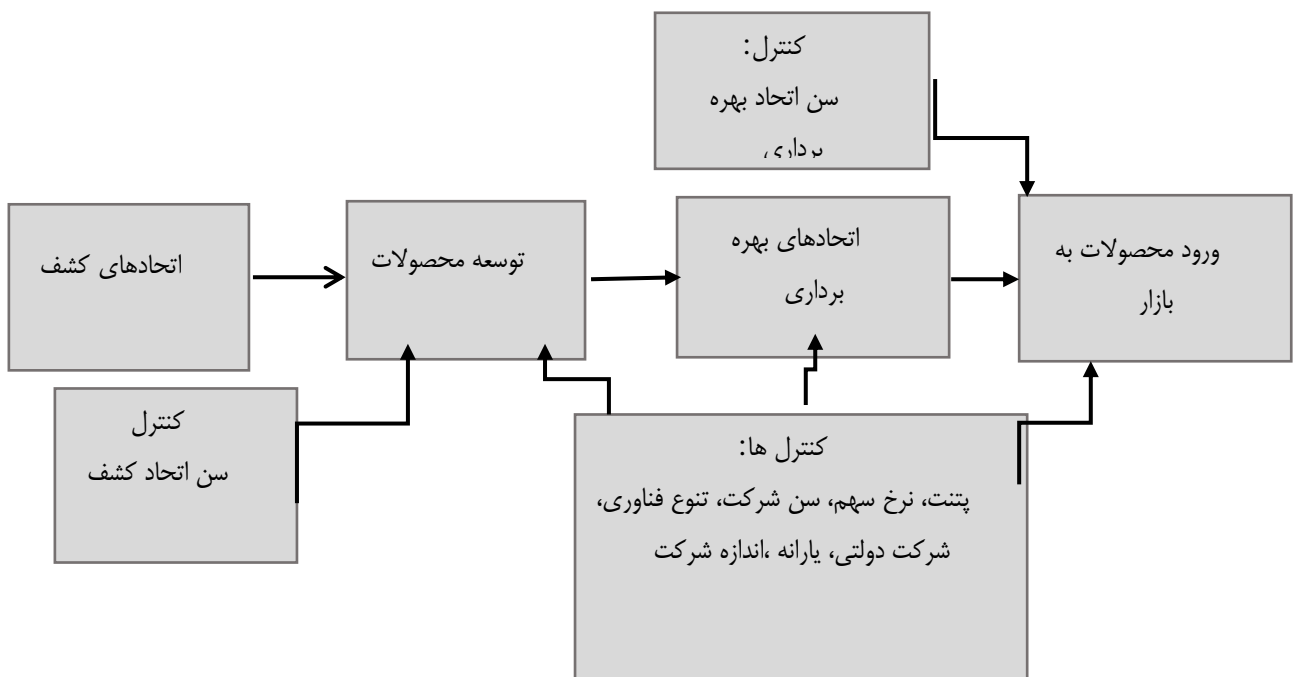 کنترل:
سن اتحاد بهره
برداری
اتحادهای کشف
توسعه محصولات
اتحادهای بهره
برداری
ورود محصولات به
بازار
کنترل
سن اتحاد کشف
کنترل ها:
پتنت، نرخ سهم، سن شرکت، تنوع فناوری،
شرکت دولتی، یارانه ،اندازه شرکت